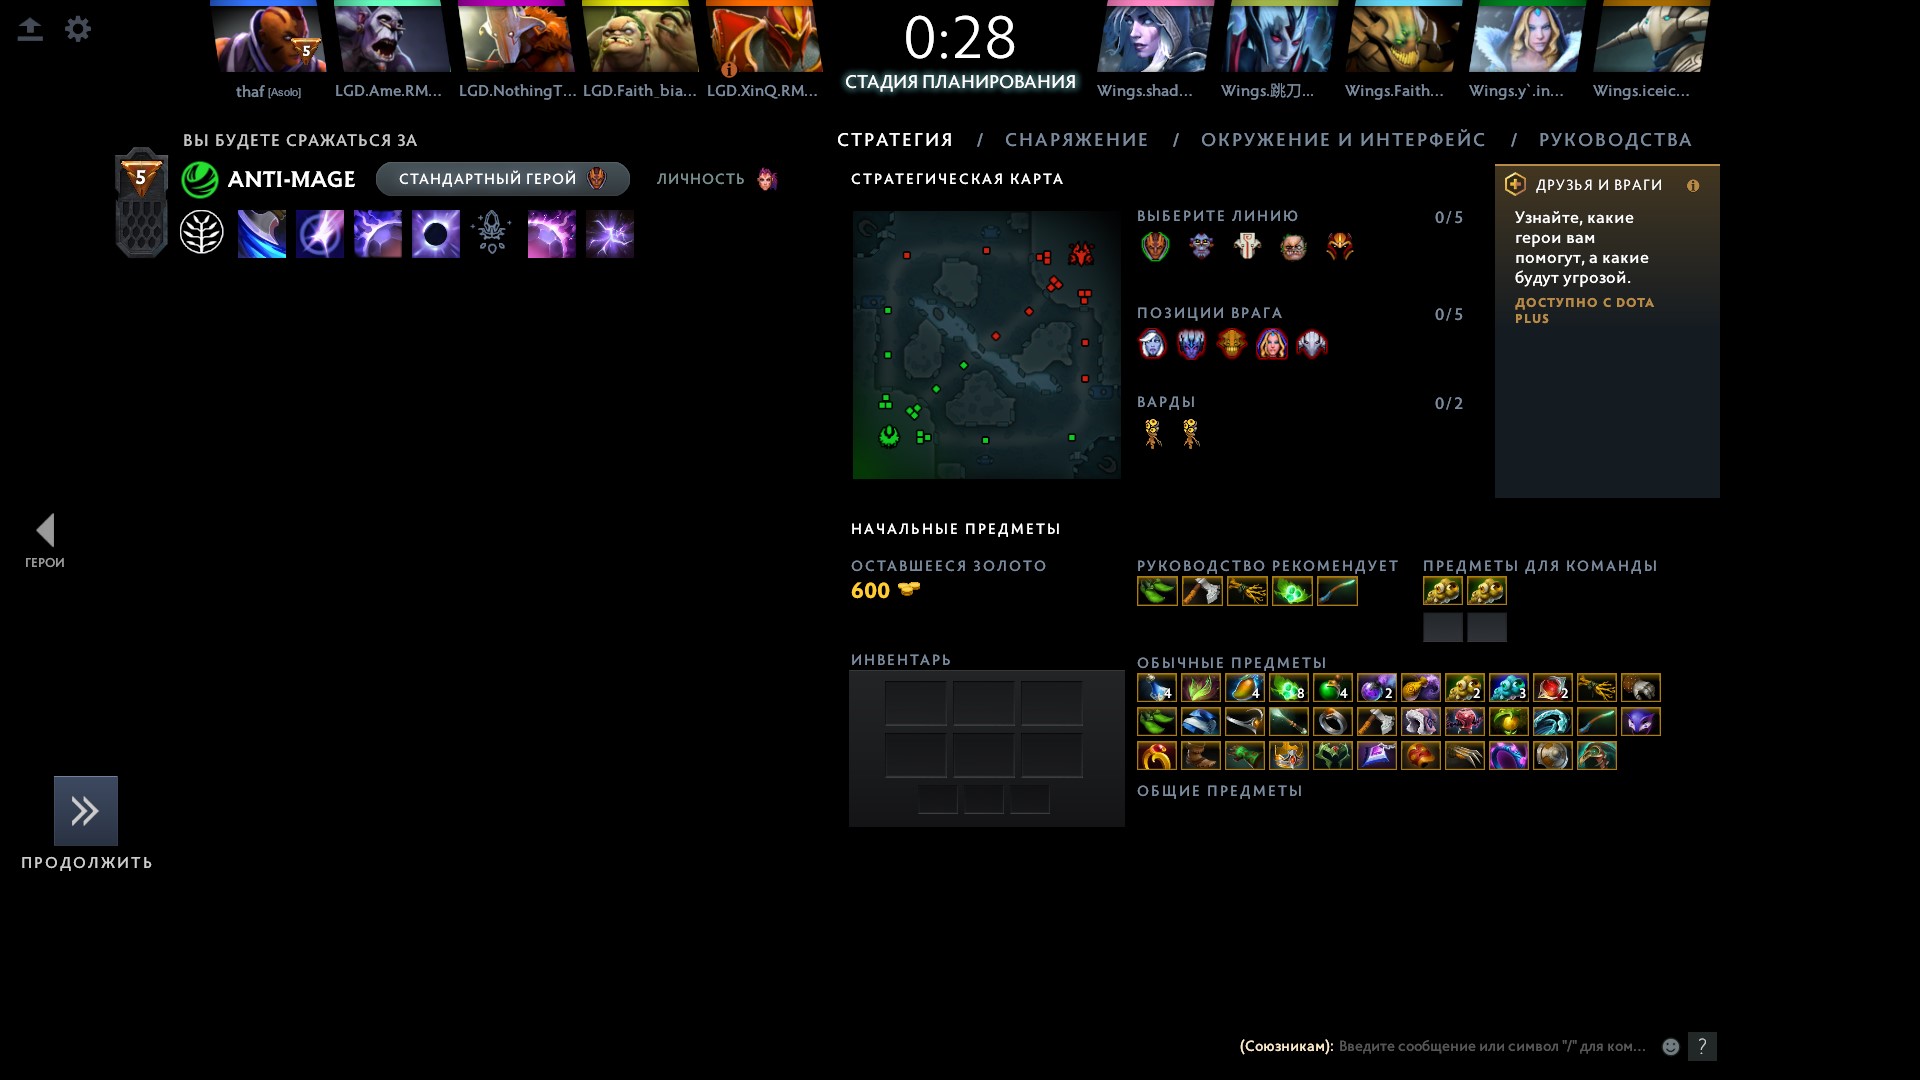 5
0:28
СТАДИЯ ПЛАНИРОВАНИЯ
thaf [Asolo]
LGD.Ame.RM...
LGD.NothingT...
LGD.Faith_bia...
LGD.XinQ.RM...
Wings.shad...
Wings.跳刀...
Wings.Faith...
Wings.y`.in...
Wings.iceic...
ВЫ БУДЕТЕ СРАЖАТЬСЯ ЗА
5
ANTI-MAGE
СТАНДАРТНЫЙ ГЕРОЙ
ЛИЧНОСТЬ
СТРАТЕГИЯ / СНАРЯЖЕНИЕ / ОКРУЖЕНИЕ И ИНТЕРФЕЙС / РУКОВОДСТВА
СТРАТЕГИЧЕСКАЯ КАРТА
ВЫБЕРИТЕ ЛИНИЮ 0/5
ПОЗИЦИИ ВРАГА 0/5
ВАРДЫ 0/2
ДРУЗЬЯ И ВРАГИ
Узнайте, какие
герои вам
помогут, а какие
будут угрозой.
ДОСТУПНО С DOTA
PLUS
ГЕРОИ
НАЧАЛЬНЫЕ ПРЕДМЕТЫ
ОСТАВШЕЕСЯ ЗОЛОТО
600
РУКОВОДСТВО РЕКОМЕНДУЕТ
ПРЕДМЕТЫ ДЛЯ КОМАНДЫ
ИНВЕНТАРЬ
ОБЫЧНЫЕ ПРЕДМЕТЫ
4 4 8 4 2 2 3 2
ОБЩИЕ ПРЕДМЕТЫ
ПРОДОЛЖИТЬ
(Союзникам): Введите сообщение или символ "/" для ком...
?